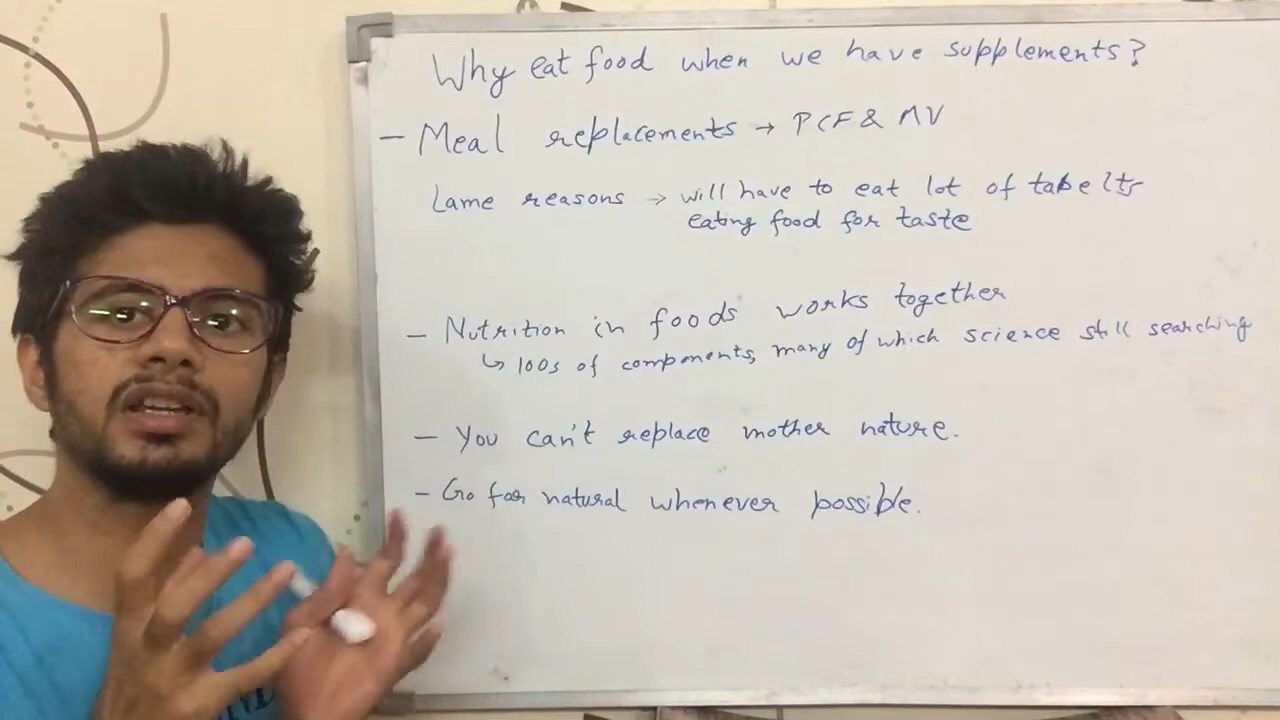 Why eat food when we have supplements?
- Meal replacements → PCF & MV
Lame reasons → will have to eat lot of tabelts
eating food for taste
- Nutrition in foods works together
↳ 100s of components, many of which science still searching
- You can't replace mother nature.
- Go for natural whenever possible.